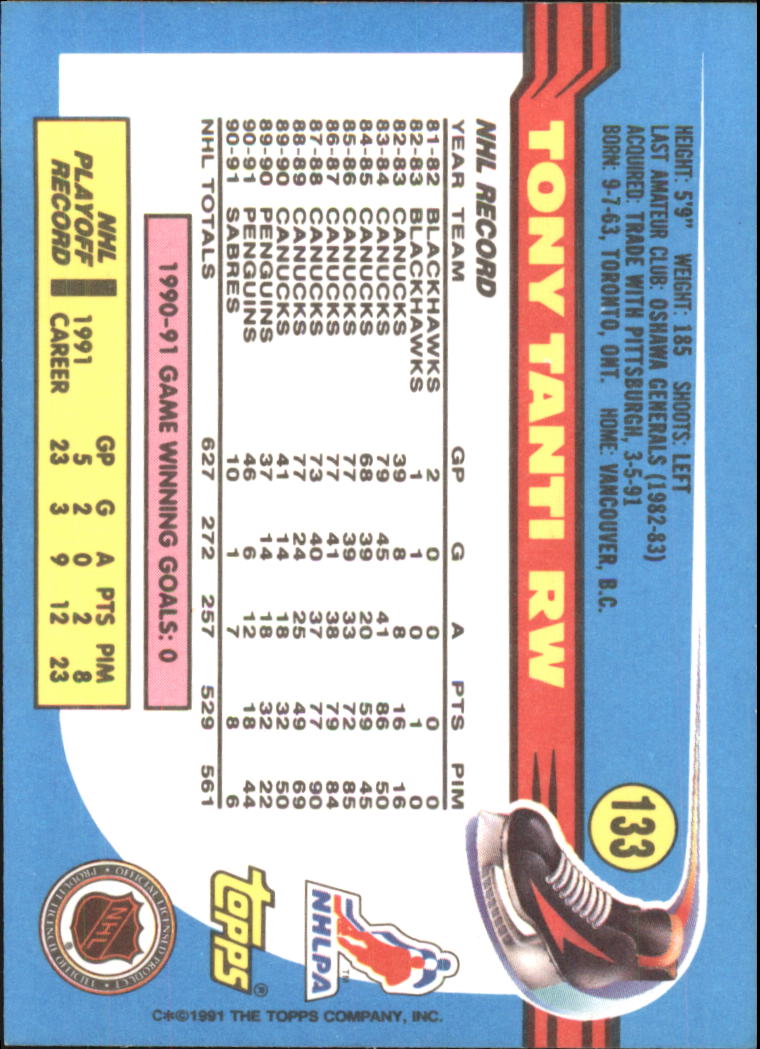 133
HEIGHT: 5'9" WEIGHT: 185 SHOOTS: LEFT
LAST AMATEUR CLUB: OSHAWA GENERALS (1982-83)
ACQUIRED: TRADE WITH PITTSBURGH, 3-5-91
BORN: 9-7-63, TORONTO, ONT. HOME: VANCOUVER, B.C.
TONY TANTI RW
NHL RECORD
YEAR TEAM GP G A PTS PIM
81-82 BLACKHAWKS 2 0 0 0 0
82-83 BLACKHAWKS 1 1 0 1 0
82-83 CANUCKS 39 8 8 16 16
83-84 CANUCKS 79 45 41 86 50
84-85 CANUCKS 68 39 20 59 45
85-86 CANUCKS 77 39 33 72 85
86-87 CANUCKS 77 41 38 79 84
87-88 CANUCKS 73 40 37 77 90
88-89 CANUCKS 77 24 25 49 69
89-90 CANUCKS 41 14 18 32 50
89-90 PENGUINS 37 14 18 32 22
90-91 PENGUINS 46 6 12 18 44
90-91 SABRES 10 1 7 8 6
NHL TOTALS 627 272 257 529 561
1990-91 GAME WINNING GOALS: 0
NHL PLAYOFF RECORD
GP G A PTS PIM
1991 5 2 0 2 8
CAREER 23 3 9 12 23
NHLPA™
TOPPS®
NHL ®
C*©1991 THE TOPPS COMPANY, INC.